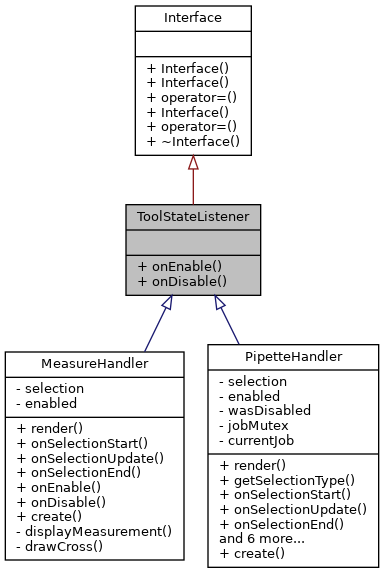 Interface
+ Interface()
+ Interface()
+ operator=()
+ Interface()
+ operator=()
+ ~Interface()
ToolStateListener
+ onEnable()
+ onDisable()
MeasureHandler
- selection
- enabled
+ render()
+ onSelectionStart()
+ onSelectionUpdate()
+ onSelectionEnd()
+ onEnable()
+ onDisable()
+ create()
- displayMeasurement()
- drawCross()
PipetteHandler
- selection
- enabled
- wasDisabled
- jobMutex
- currentJob
+ render()
+ getSelectionType()
+ onSelectionStart()
+ onSelectionUpdate()
+ onSelectionEnd()
and 6 more...
+ create()